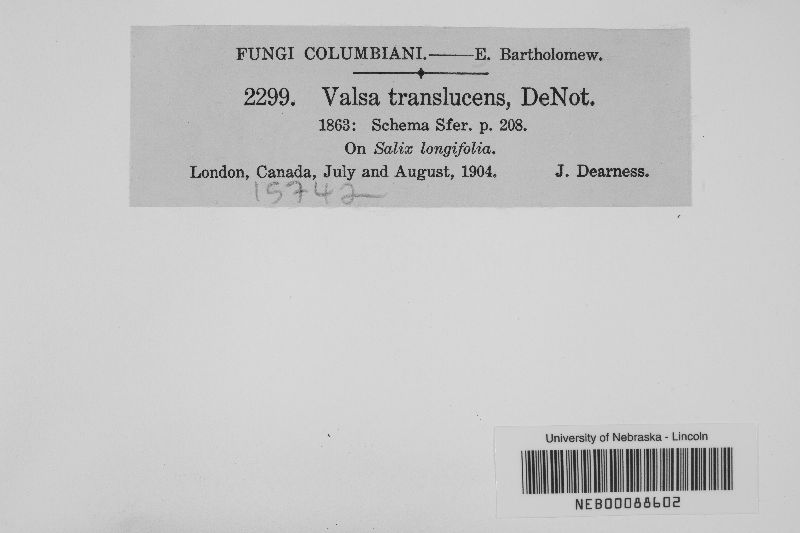 FUNGI COLUMBIANI.——E. Bartholomew.
2299. Valsa translucens, DeNot.
1863: Schema Sfer. p. 208.
On Salix longifolia.
London, Canada, July and August, 1904. J. Dearness.
15742
University of Nebraska - Lincoln
NEB00088602